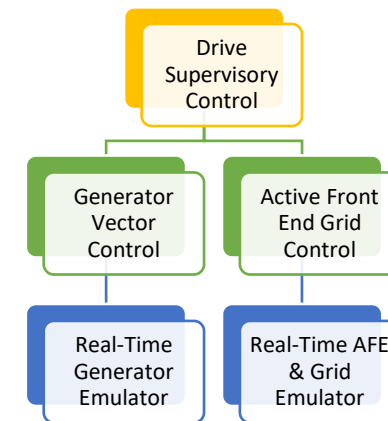 Drive
Supervisory
Control
Generator
Vector
Control
Active Front
End Grid
Control
Real-Time
Generator
Emulator
Real-Time AFE
& Grid
Emulator